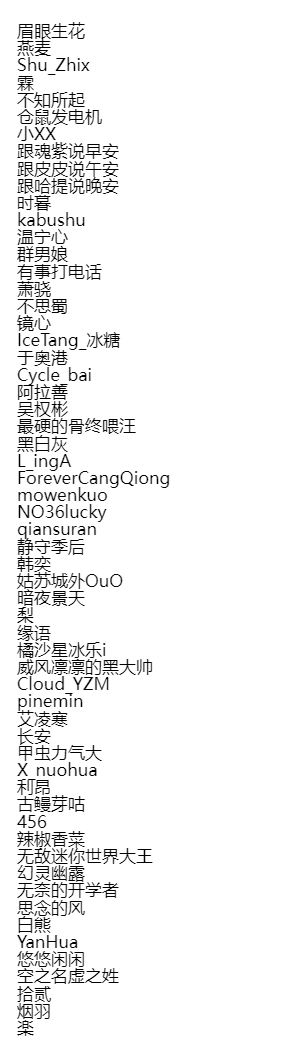 眉眼生花
燕麦
Shu_Zhix
霖
不知所起
仓鼠发电机
小XX
跟魂紫说早安
跟皮皮说午安
跟哈提说晚安
时暮
kabushu
温宁心
群男娘
有事打电话
萧骁
不思蜀
镜心
IceTang_冰糖
于奥港
Cycle_bai
阿拉善
吴权彬
最硬的骨终喂汪
黑白灰
L_ingA
ForeverCangQiong
mowenkuo
NO36lucky
qiansuran
静守季后
韩奕
姑苏城外OuO
暗夜景天
梨
缘语
橘沙星冰乐i
威风凛凛的黑大帅
Cloud_YZM
pinemin
艾凌寒
长安
甲虫力气大
X_nuohua
利昂
古鳗芽咕
456
辣椒香菜
无敌迷你世界大王
幻灵幽露
无奈的开学者
思念的风
白熊
YanHua
悠悠闲闲
空之名虚之姓
拾贰
烟羽
楽